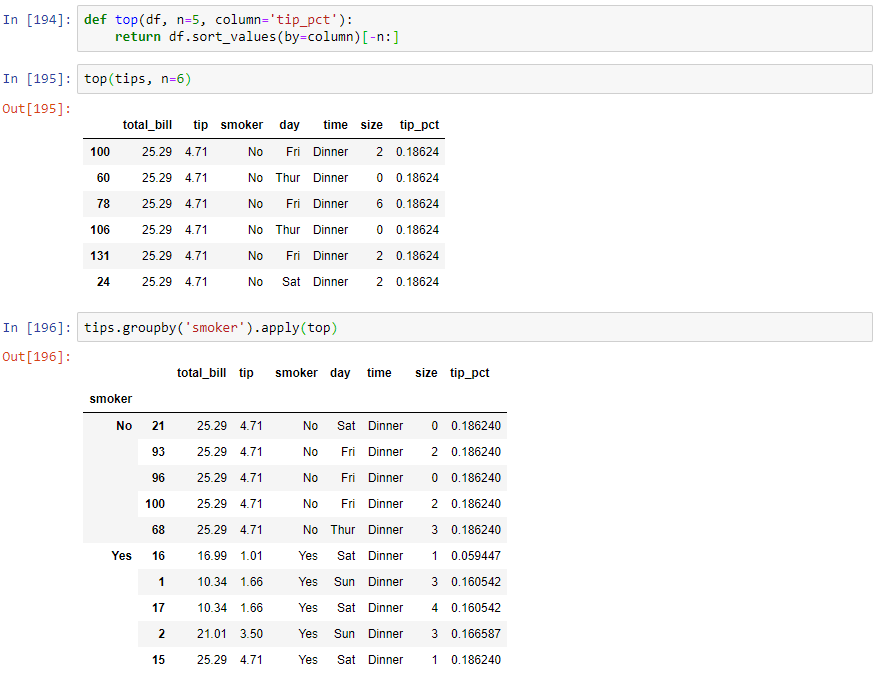 In [194]: def top(df, n=5, column='tip_pct'):
return df.sort_values(by=column)[-n:]
In [195]: top(tips, n=6)
Out[195]:
total_bill tip smoker day time size tip_pct
100 25.29 4.71 No Fri Dinner 2 0.18624
60 25.29 4.71 No Thur Dinner 0 0.18624
78 25.29 4.71 No Fri Dinner 6 0.18624
106 25.29 4.71 No Thur Dinner 0 0.18624
131 25.29 4.71 No Fri Dinner 2 0.18624
24 25.29 4.71 No Sat Dinner 2 0.18624
In [196]: tips.groupby('smoker').apply(top)
Out[196]:
total_bill tip smoker day time size tip_pct
smoker
No 21 25.29 4.71 No Sat Dinner 0 0.186240
93 25.29 4.71 No Fri Dinner 2 0.186240
96 25.29 4.71 No Fri Dinner 0 0.186240
100 25.29 4.71 No Fri Dinner 2 0.186240
68 25.29 4.71 No Thur Dinner 3 0.186240
Yes 16 16.99 1.01 Yes Sat Dinner 1 0.059447
1 10.34 1.66 Yes Sun Dinner 3 0.160542
17 10.34 1.66 Yes Sat Dinner 4 0.160542
2 21.01 3.50 Yes Sun Dinner 3 0.166587
15 25.29 4.71 Yes Sat Dinner 1 0.186240